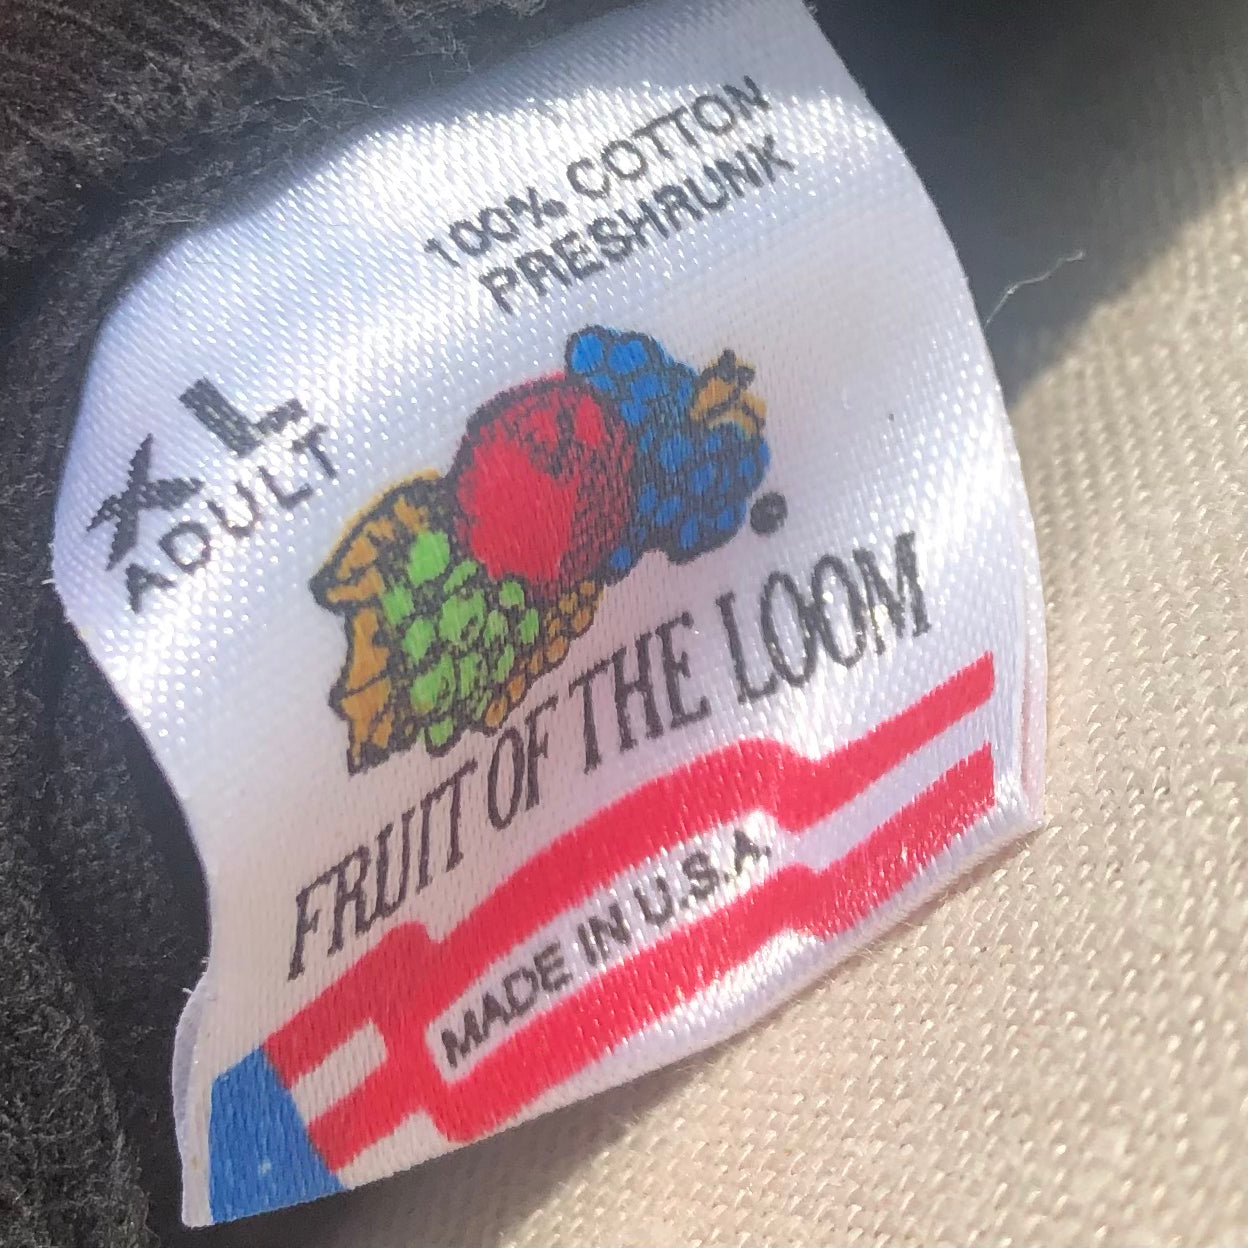 100% COTTON
PRESHRUNK
XL
ADULT
®
FRUIT OF THE LOOM
MADE IN U.S.A.